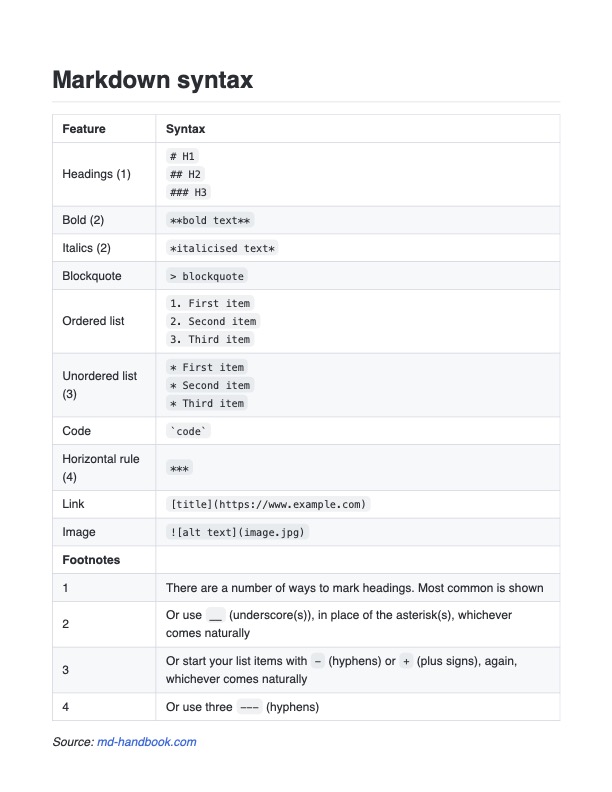 Markdown syntax
Feature Syntax
Headings (1) # H1
## H2
### H3
Bold (2) **bold text**
Italics (2) *italicised text*
Blockquote > blockquote
Ordered list 1. First item
2. Second item
3. Third item
Unordered list (3) * First item
* Second item
* Third item
Code `code`
Horizontal rule (4) ***
Link [title](https://www.example.com)
Image ![alt text](image.jpg)
Footnotes
1 There are a number of ways to mark headings. Most common is shown
2 Or use __ (underscore(s)), in place of the asterisk(s), whichever
comes naturally
3 Or start your list items with - (hyphens) or + (plus signs), again,
whichever comes naturally
4 Or use three --- (hyphens)
Source: md-handbook.com